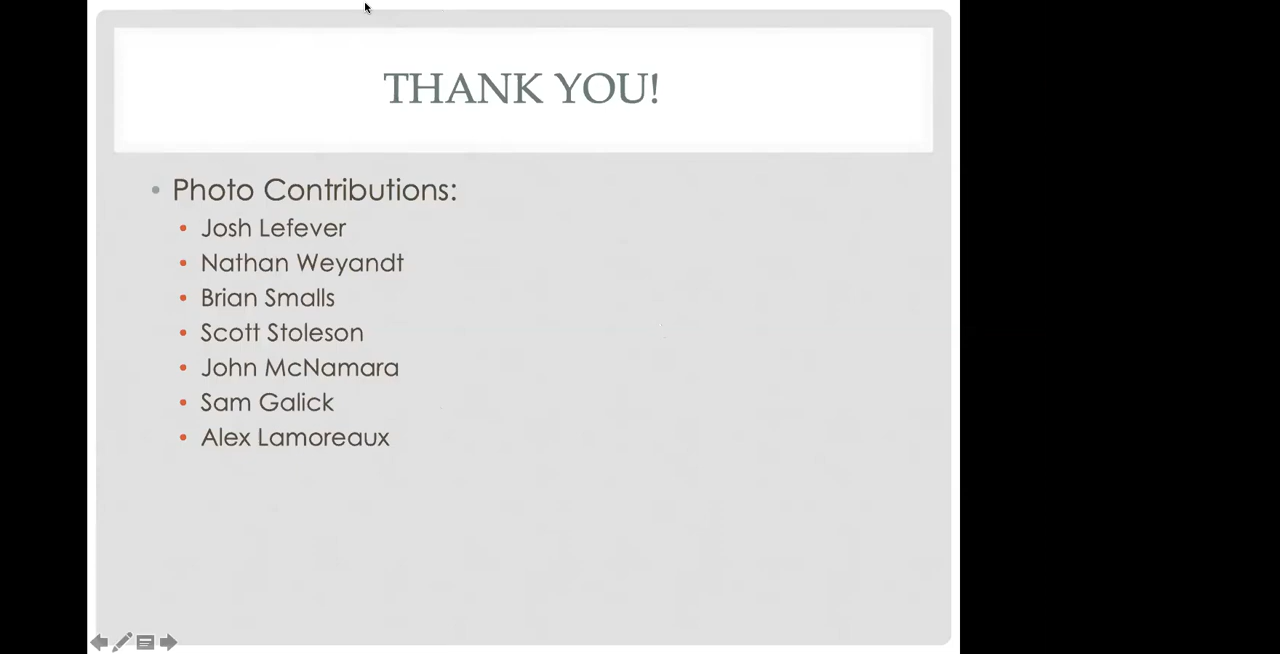 THANK YOU!
Photo Contributions:
Josh Lefever
Nathan Weyandt
Brian Smalls
Scott Stoleson
John McNamara
Sam Galick
Alex Lamoreaux